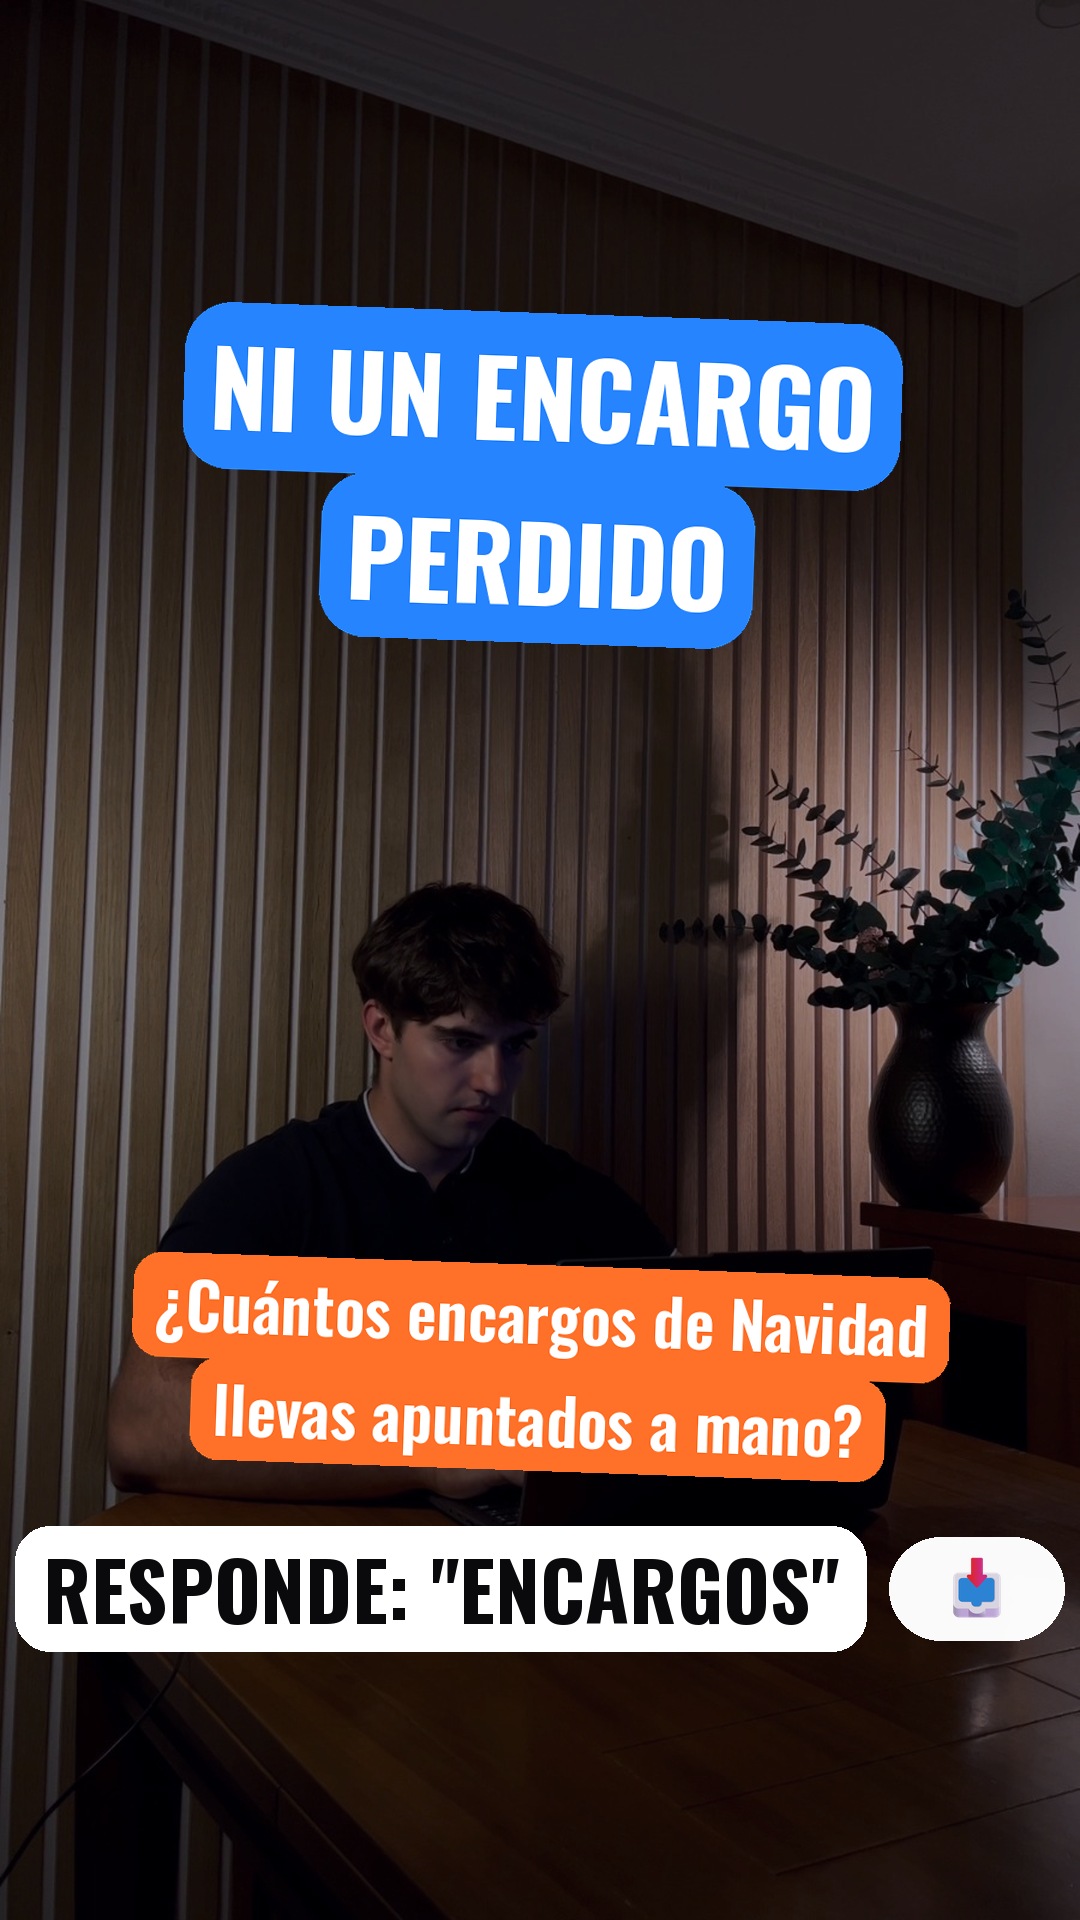 NI UN ENCARGO
PERDIDO
¿Cuántos encargos de Navidad
llevas apuntados a mano?
RESPONDE: "ENCARGOS"